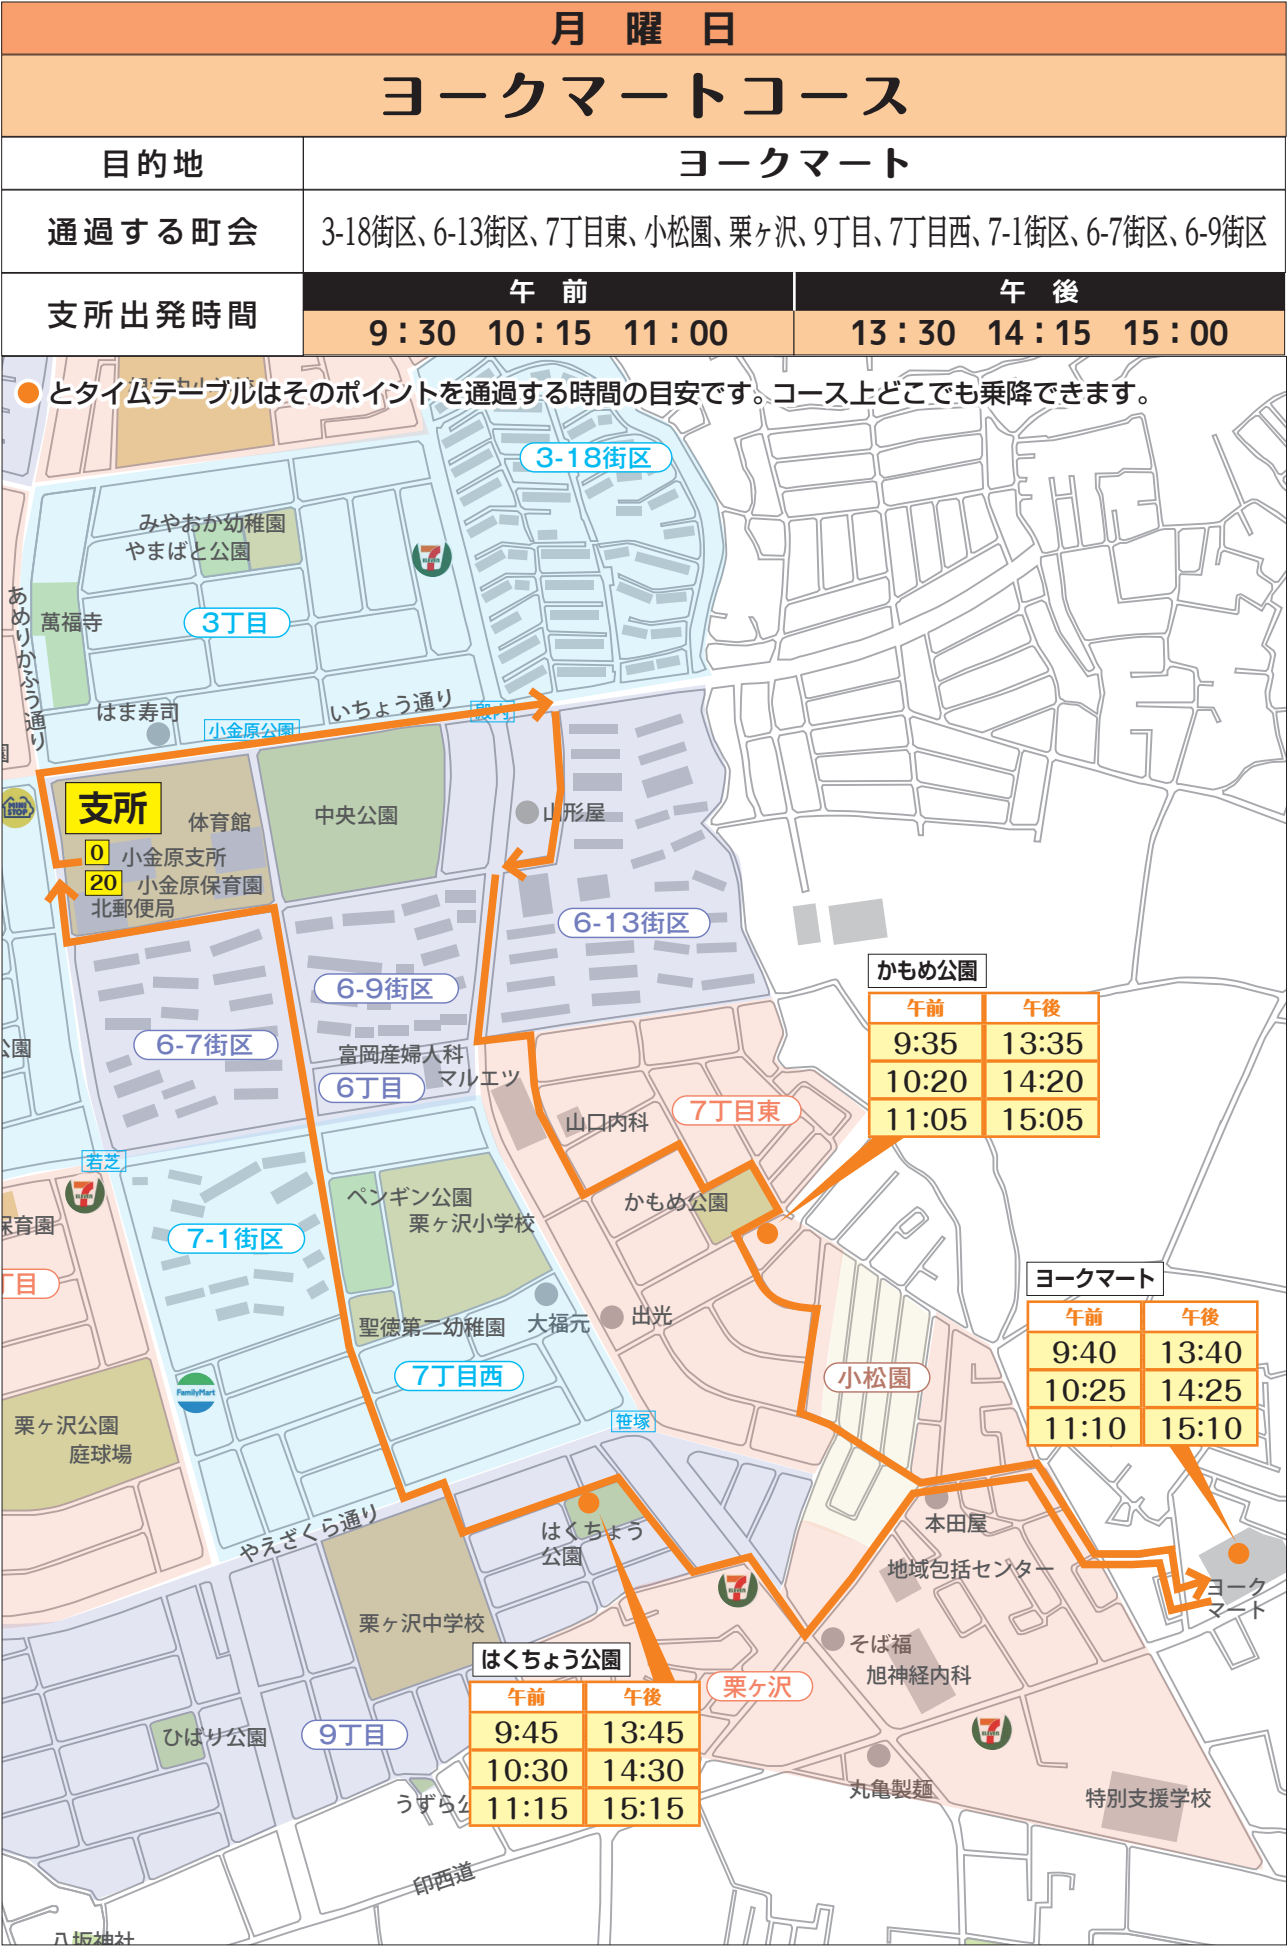 月曜日
ヨークマートコース
目的地
ヨークマート
通過する町会
3-18街区、6-13街区、7丁目東、小松園、栗ヶ沢、9丁目、7丁目西、7-1街区、6-7街区、6-9街区
支所出発時間
午前
午後
9：30 10：15 11：00
13：30 14：15 15：00
●とタイムテーブルはそのポイントを通過する時間の目安です。コース上どこでも乗降できます。
3-18街区
みやおか幼稚園
やまばと公園
あめりかふう通り
萬福寺
3丁目
はま寿司
小金原公園
いちょう通り
殿内
園
MINI STOP
支所
体育館
中央公園
山形屋
0 小金原支所
20 小金原保育園
北郵便局
6-13街区
かもめ公園
午前 午後
9:35 13:35
10:20 14:20
11:05 15:05
6-9街区
公園
6-7街区
富岡産婦人科
6丁目
マルエツ
山口内科
7丁目東
若芝
保育園
ペンギン公園
栗ヶ沢小学校
かもめ公園
7-1街区
丁目
ヨークマート
午前 午後
9:40 13:40
10:25 14:25
11:10 15:10
聖徳第二幼稚園
大福元
出光
7丁目西
小松園
FamilyMart
栗ヶ沢公園
庭球場
笹塚
やえざくら通り
はくちょう
公園
本田屋
地域包括センター
ヨーク
マート
栗ヶ沢中学校
そば福
旭神経内科
はくちょう公園
午前 午後
9:45 13:45
10:30 14:30
11:15 15:15
栗ヶ沢
ひばり公園
9丁目
うずら公
丸亀製麺
特別支援学校
印西道
八坂神社